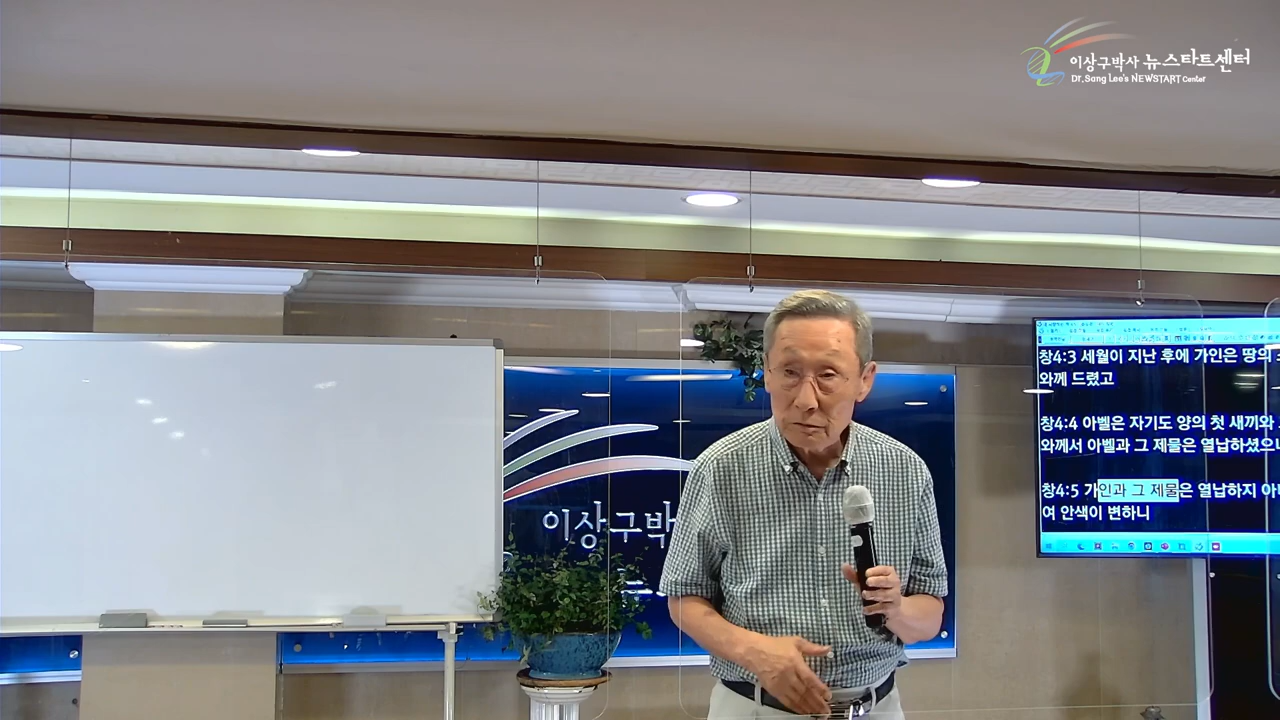 이상구박사 뉴스타트센터
Dr. Sang Lee's NEWSTART Center
이상구박
창4:3 세월이 지난 후에 가인은 땅의
와께 드렸고
창4:4 아벨은 자기도 양의 첫 새끼와
와께서 아벨과 그 제물은 열납하셨으니
창4:5 가인과 그 제물은 열납하지 아
여 안색이 변하니